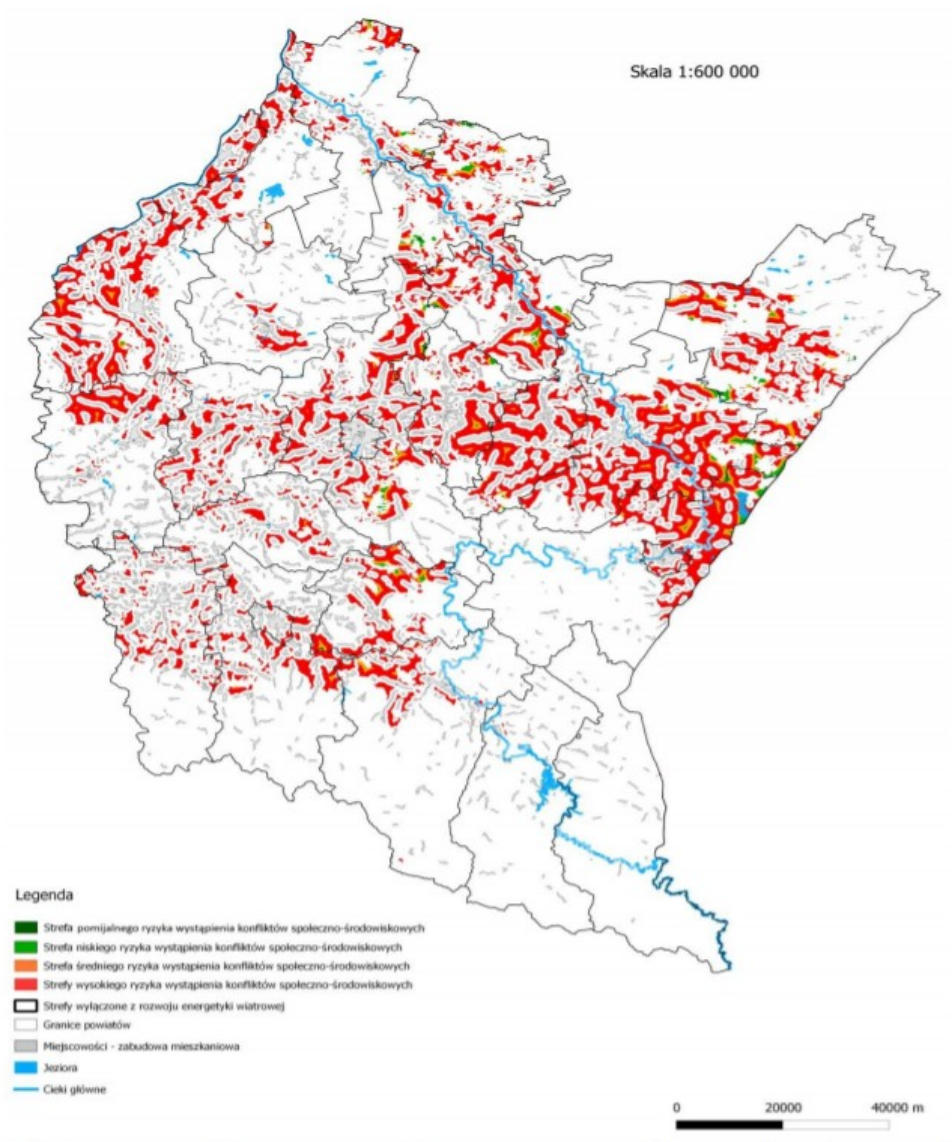 Skala 1:600 000
Legenda
Strefa pomijalnego ryzyka wystąpienia konfliktów społeczno-środowiskowych
Strefa niskiego ryzyka wystąpienia konfliktów społeczno-środowiskowych
Strefa średniego ryzyka wystąpienia konfliktów społeczno-środowiskowych
Strefy wysokiego ryzyka wystąpienia konfliktów społeczno-środowiskowych
Strefy wyłączone z rozwoju energetyki wiatrowej
Granice powiatów
Miejscowości - zabudowa mieszkaniowa
Jeziora
Cieki główne
0 20000 40000 m